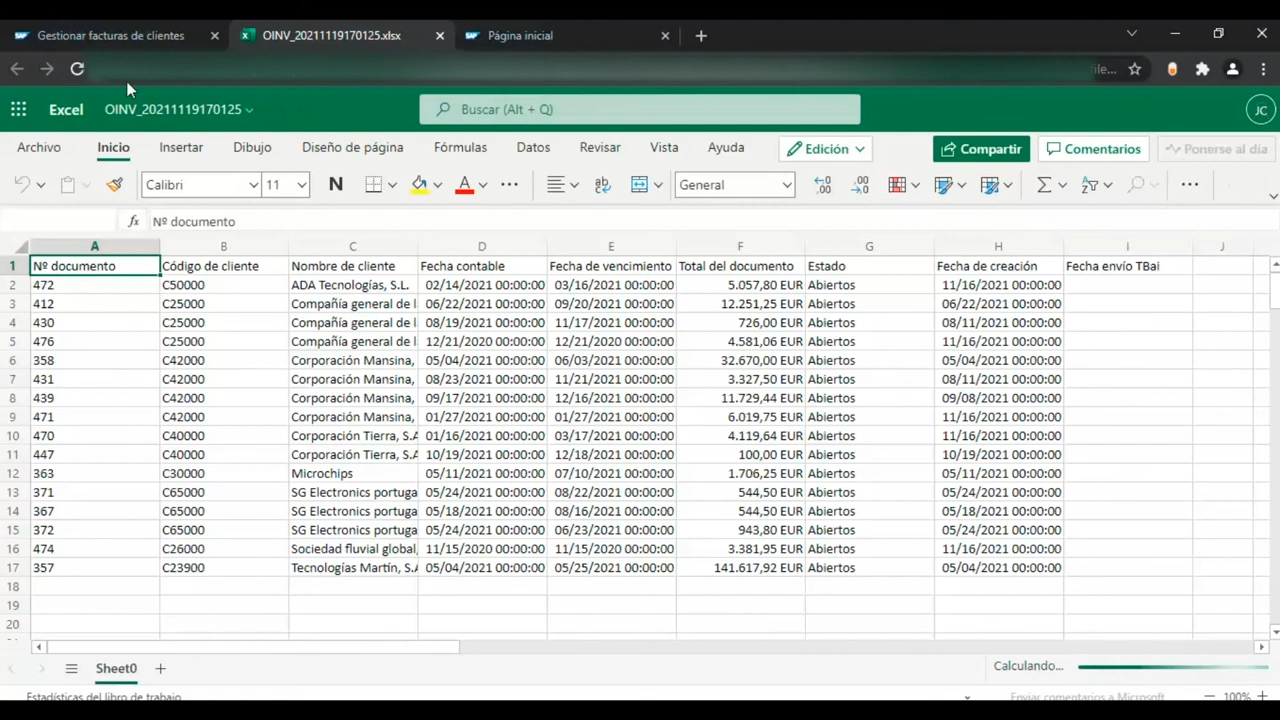 Gestionar facturas de clientes
OINV_20211119170125.xlsx
Página inicial
file...
Excel OINV_20211119170125 Buscar (Alt + Q) JC
Archivo Inicio Insertar Dibujo Diseño de página Fórmulas Datos Revisar Vista Ayuda Edición Compartir Comentarios Ponerse al día
Calibri 11 N A General
fx Nº documento
A B C D E F G H I J
1 Nº documento Código de cliente Nombre de cliente Fecha contable Fecha de vencimiento Total del documento Estado Fecha de creación Fecha envío TBai
2 472 C50000 ADA Tecnologías, S.L. 02/14/2021 00:00:00 03/16/2021 00:00:00 5.057,80 EUR Abiertos 11/16/2021 00:00:00
3 412 C25000 Compañía general de l 06/22/2021 00:00:00 09/20/2021 00:00:00 12.251,25 EUR Abiertos 06/22/2021 00:00:00
4 430 C25000 Compañía general de l 08/19/2021 00:00:00 11/17/2021 00:00:00 726,00 EUR Abiertos 08/11/2021 00:00:00
5 476 C25000 Compañía general de l 12/21/2020 00:00:00 12/21/2020 00:00:00 4.581,06 EUR Abiertos 11/16/2021 00:00:00
6 358 C42000 Corporación Mansina, 05/04/2021 00:00:00 06/03/2021 00:00:00 32.670,00 EUR Abiertos 05/04/2021 00:00:00
7 431 C42000 Corporación Mansina, 08/23/2021 00:00:00 11/21/2021 00:00:00 3.327,50 EUR Abiertos 08/11/2021 00:00:00
8 439 C42000 Corporación Mansina, 09/17/2021 00:00:00 12/16/2021 00:00:00 11.729,44 EUR Abiertos 09/08/2021 00:00:00
9 471 C42000 Corporación Mansina, 01/27/2021 00:00:00 01/27/2021 00:00:00 6.019,75 EUR Abiertos 11/16/2021 00:00:00
10 470 C40000 Corporación Tierra, S.A 01/16/2021 00:00:00 03/17/2021 00:00:00 4.119,64 EUR Abiertos 11/16/2021 00:00:00
11 447 C40000 Corporación Tierra, S.A 10/19/2021 00:00:00 12/18/2021 00:00:00 100,00 EUR Abiertos 10/19/2021 00:00:00
12 363 C30000 Microchips 05/11/2021 00:00:00 07/10/2021 00:00:00 1.706,25 EUR Abiertos 05/11/2021 00:00:00
13 371 C65000 SG Electronics portuga 05/24/2021 00:00:00 08/22/2021 00:00:00 544,50 EUR Abiertos 05/24/2021 00:00:00
14 367 C65000 SG Electronics portuga 05/18/2021 00:00:00 08/16/2021 00:00:00 544,50 EUR Abiertos 05/18/2021 00:00:00
15 372 C65000 SG Electronics portuga 05/24/2021 00:00:00 06/23/2021 00:00:00 943,80 EUR Abiertos 05/24/2021 00:00:00
16 474 C26000 Sociedad fluvial global, 11/15/2020 00:00:00 11/15/2020 00:00:00 3.381,95 EUR Abiertos 11/16/2021 00:00:00
17 357 C23900 Tecnologías Martín, S.A 05/04/2021 00:00:00 05/25/2021 00:00:00 141.617,92 EUR Abiertos 05/04/2021 00:00:00
18
19
20
Sheet0 Calculando...
Estadísticas del libro de trabajo Enviar comentarios a Microsoft 100%